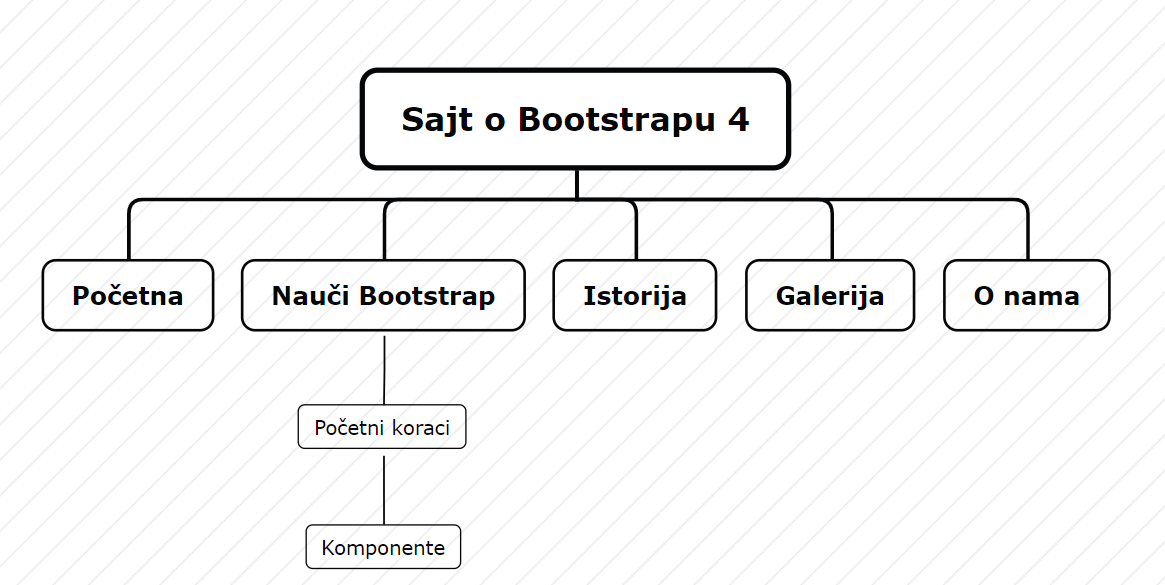 Sajt o Bootstrapu 4
Početna
Nauči Bootstrap
Istorija
Galerija
O nama
Početni koraci
Komponente